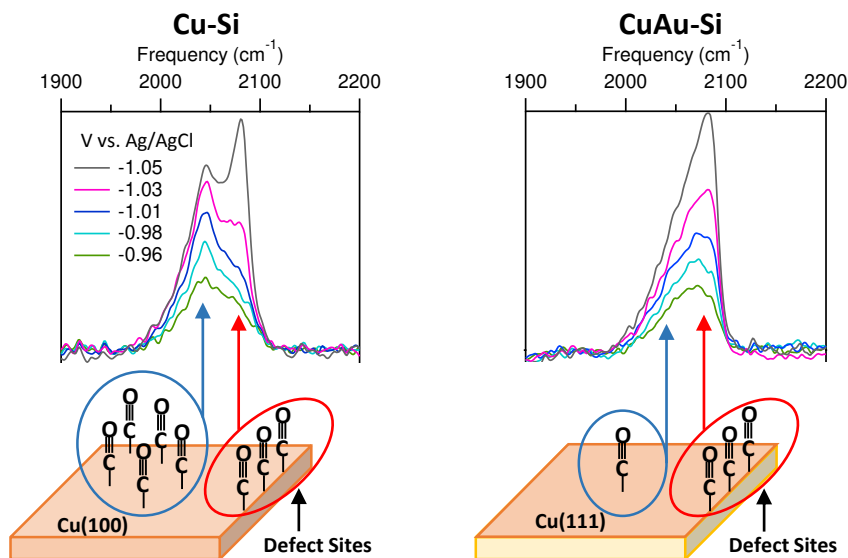 Cu-Si
Frequency (cm-1)
1900 2000 2100 2200
V vs. Ag/AgCl
-1.05
-1.03
-1.01
-0.98
-0.96
O O O O O O O O
C C C C C C C C
Cu(100)
Defect Sites
CuAu-Si
Frequency (cm-1)
1900 2000 2100 2200
O O O O
C C C C
Cu(111)
Defect Sites